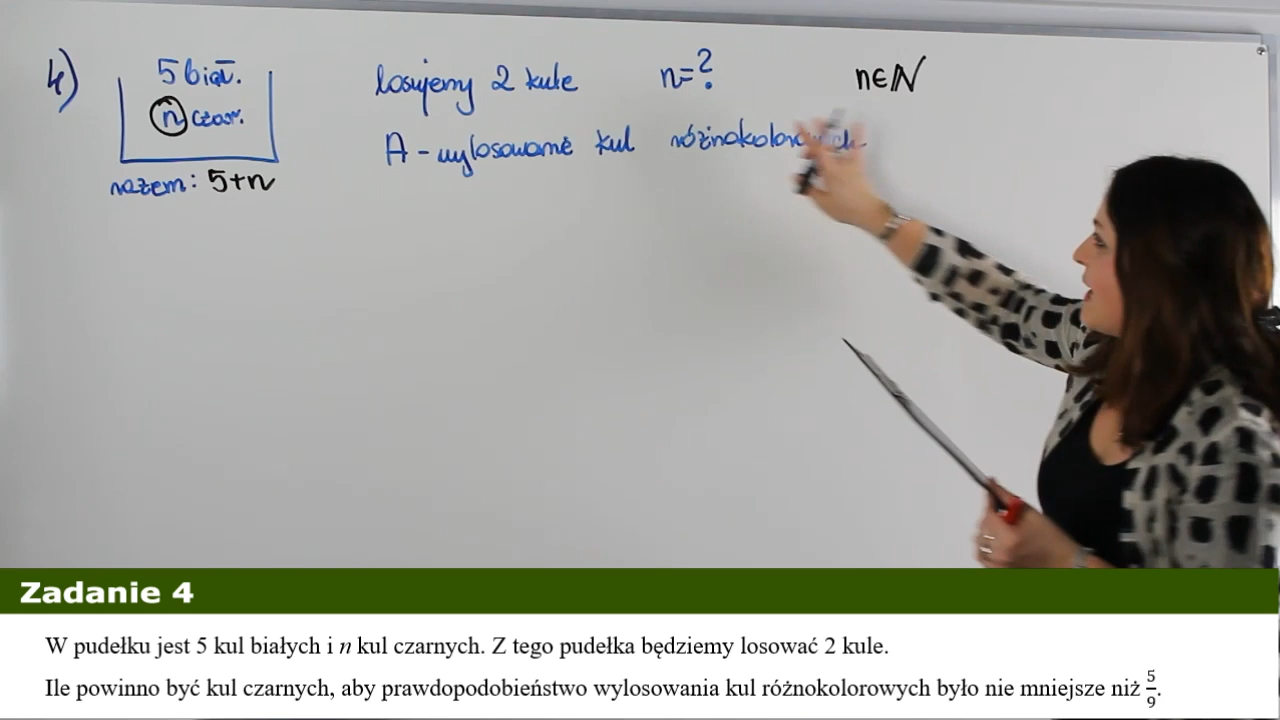 4)
5 biał.
n czar.
razem: 5+n
losujemy 2 kule n=? n∈N
A - wylosowanie kul różnokolorowych
Zadanie 4
W pudełku jest 5 kul białych i n kul czarnych. Z tego pudełka będziemy losować 2 kule.
Ile powinno być kul czarnych, aby prawdopodobieństwo wylosowania kul różnokolorowych było nie mniejsze niż 5/9.